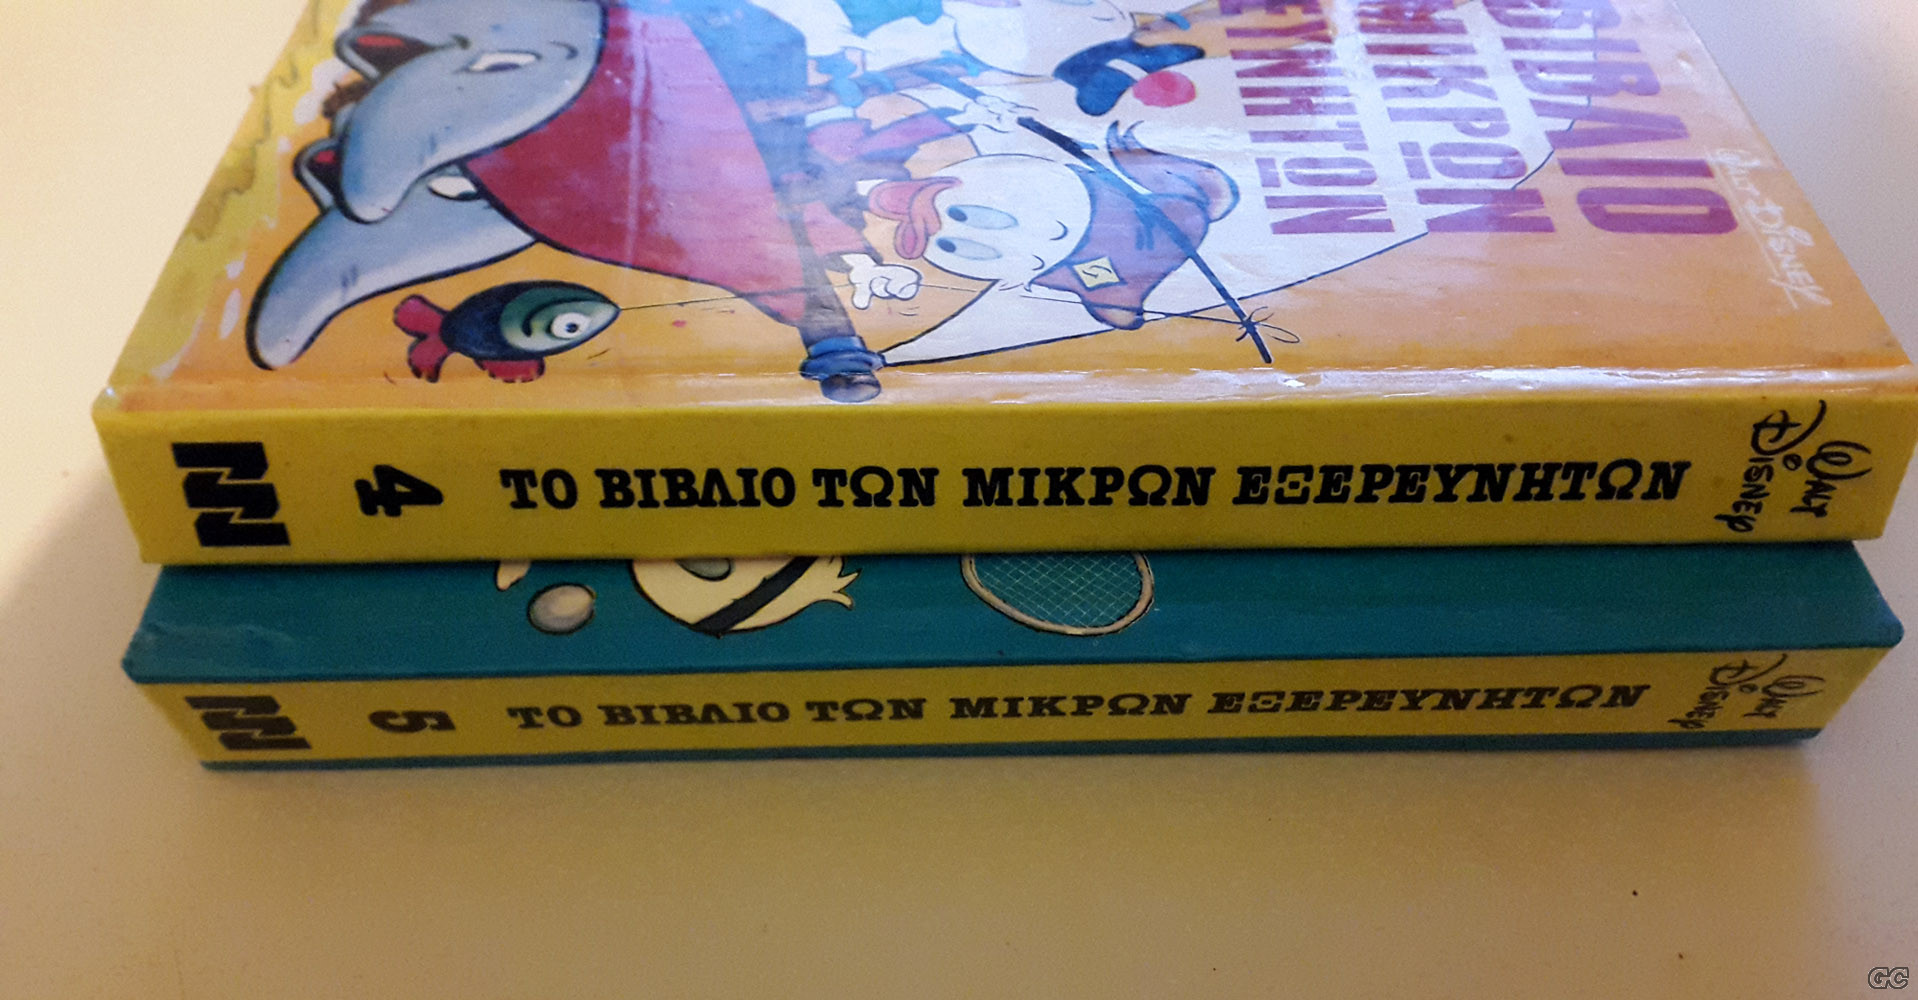 ΒΙΒΛΙΟ
ΜΙΚΡΩΝ
ΕΥΝΗΤΩΝ
WALT DISNEY
4 ΤΟ ΒΙΒΛΙΟ ΤΩΝ ΜΙΚΡΩΝ ΕΞΕΡΕΥΝΗΤΩΝ WALT DISNEY
5 ΤΟ ΒΙΒΛΙΟ ΤΩΝ ΜΙΚΡΩΝ ΕΞΕΡΕΥΝΗΤΩΝ WALT DISNEY
GC